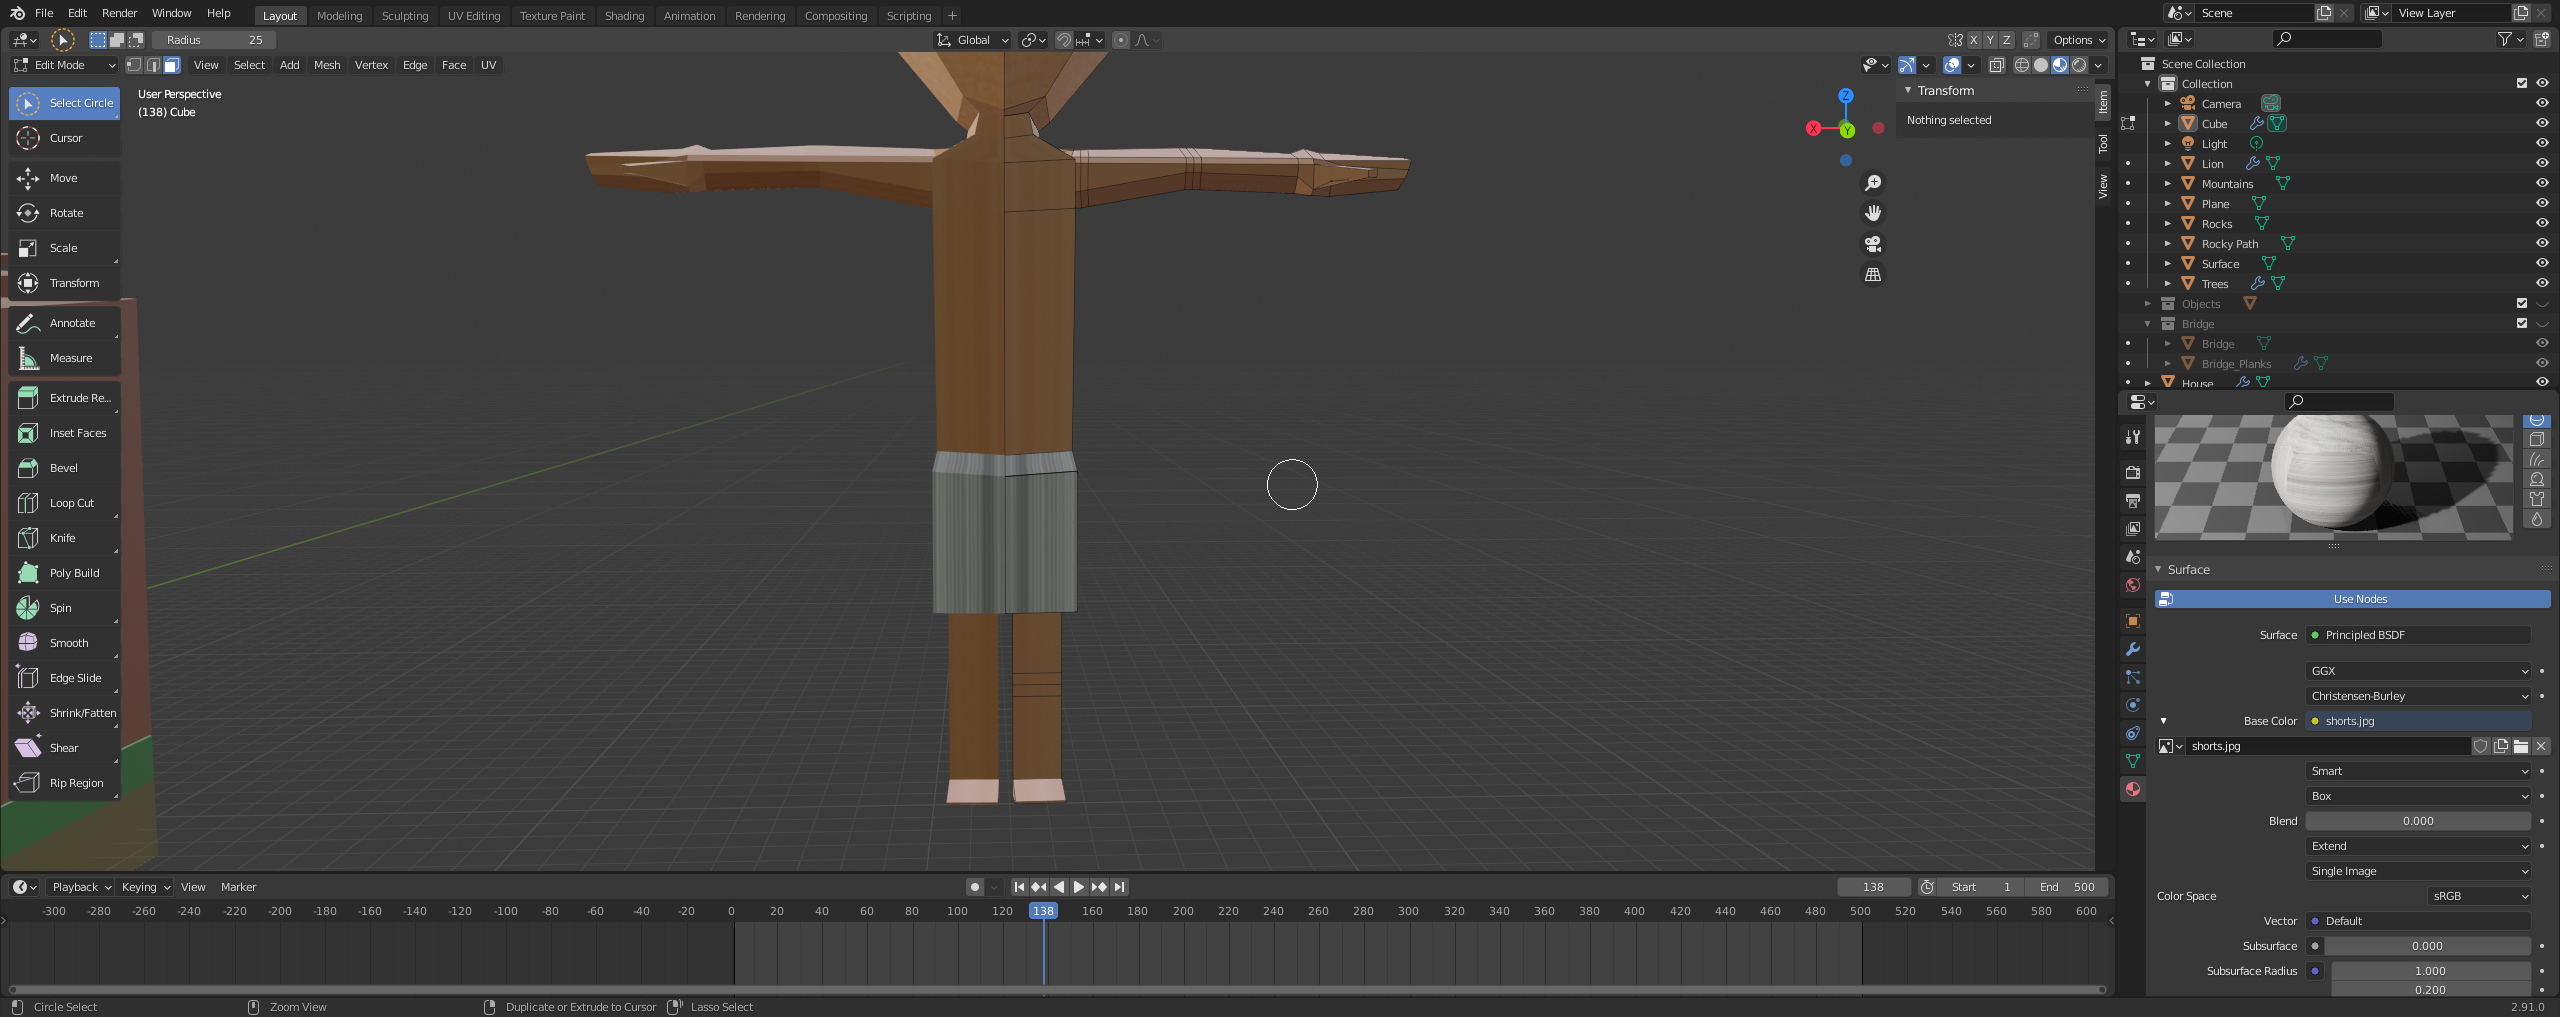 File Edit Render Window Help Layout Modeling Sculpting UV Editing Texture Paint Shading Animation Rendering Compositing Scripting + Scene View Layer
Radius 25 Global X Y Z Options
Edit Mode View Select Add Mesh Vertex Edge Face UV
User Perspective
(138) Cube
Select Circle
Cursor
Move
Rotate
Scale
Transform
Annotate
Measure
Extrude Re...
Inset Faces
Bevel
Loop Cut
Knife
Poly Build
Spin
Smooth
Edge Slide
Shrink/Fatten
Shear
Rip Region
Z
X Y
Transform
Nothing selected
Item
Tool
View
Scene Collection
Collection
Camera
Cube
Light
Lion
Mountains
Plane
Rocks
Rocky Path
Surface
Trees
Objects
Bridge
Bridge
Bridge_Planks
House
Surface
Use Nodes
Surface Principled BSDF
GGX
Christensen-Burley
Base Color shorts.jpg
shorts.jpg
Smart
Box
Blend 0.000
Extend
Single Image
Color Space sRGB
Vector Default
Subsurface 0.000
Subsurface Radius 1.000
0.200
Playback Keying View Marker 138 Start 1 End 500
-300 -280 -260 -240 -220 -200 -180 -160 -140 -120 -100 -80 -60 -40 -20 0 20 40 60 80 100 120 138 160 180 200 220 240 260 280 300 320 340 360 380 400 420 440 460 480 500 520 540 560 580 600
Circle Select Zoom View Duplicate or Extrude to Cursor Lasso Select 2.91.0